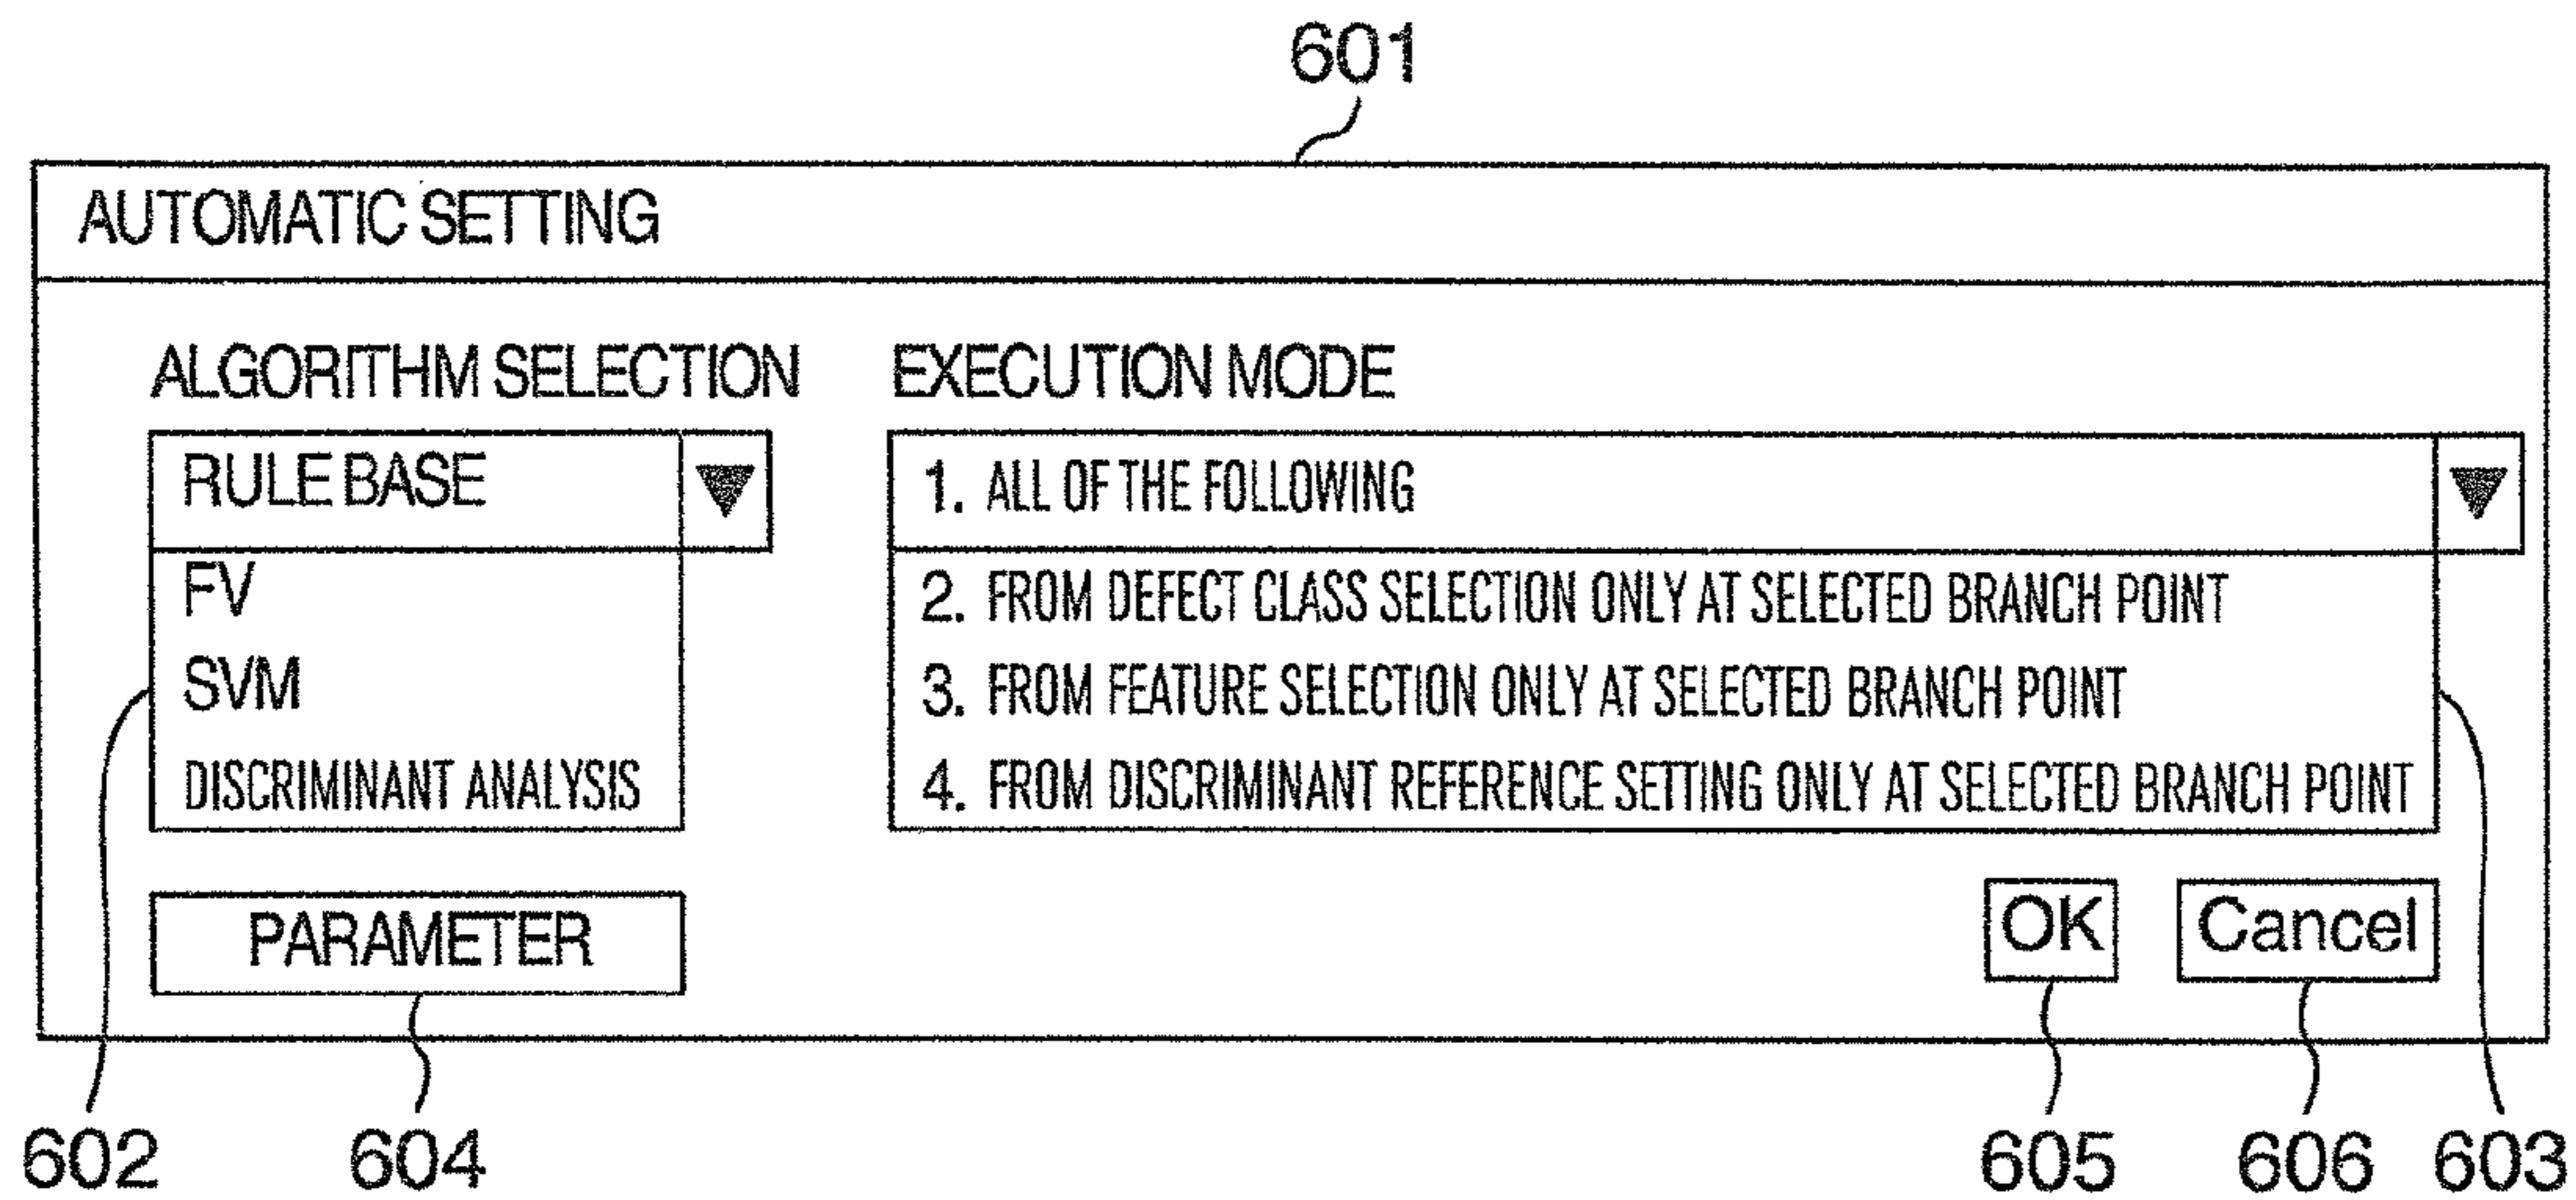 601
AUTOMATIC SETTING
ALGORITHM SELECTION
RULE BASE
FV
SVM
DISCRIMINANT ANALYSIS
EXECUTION MODE
1. ALL OF THE FOLLOWING
2. FROM DEFECT CLASS SELECTION ONLY AT SELECTED BRANCH POINT
3. FROM FEATURE SELECTION ONLY AT SELECTED BRANCH POINT
4. FROM DISCRIMINANT REFERENCE SETTING ONLY AT SELECTED BRANCH POINT
PARAMETER
OK
Cancel
602
604
605
606
603